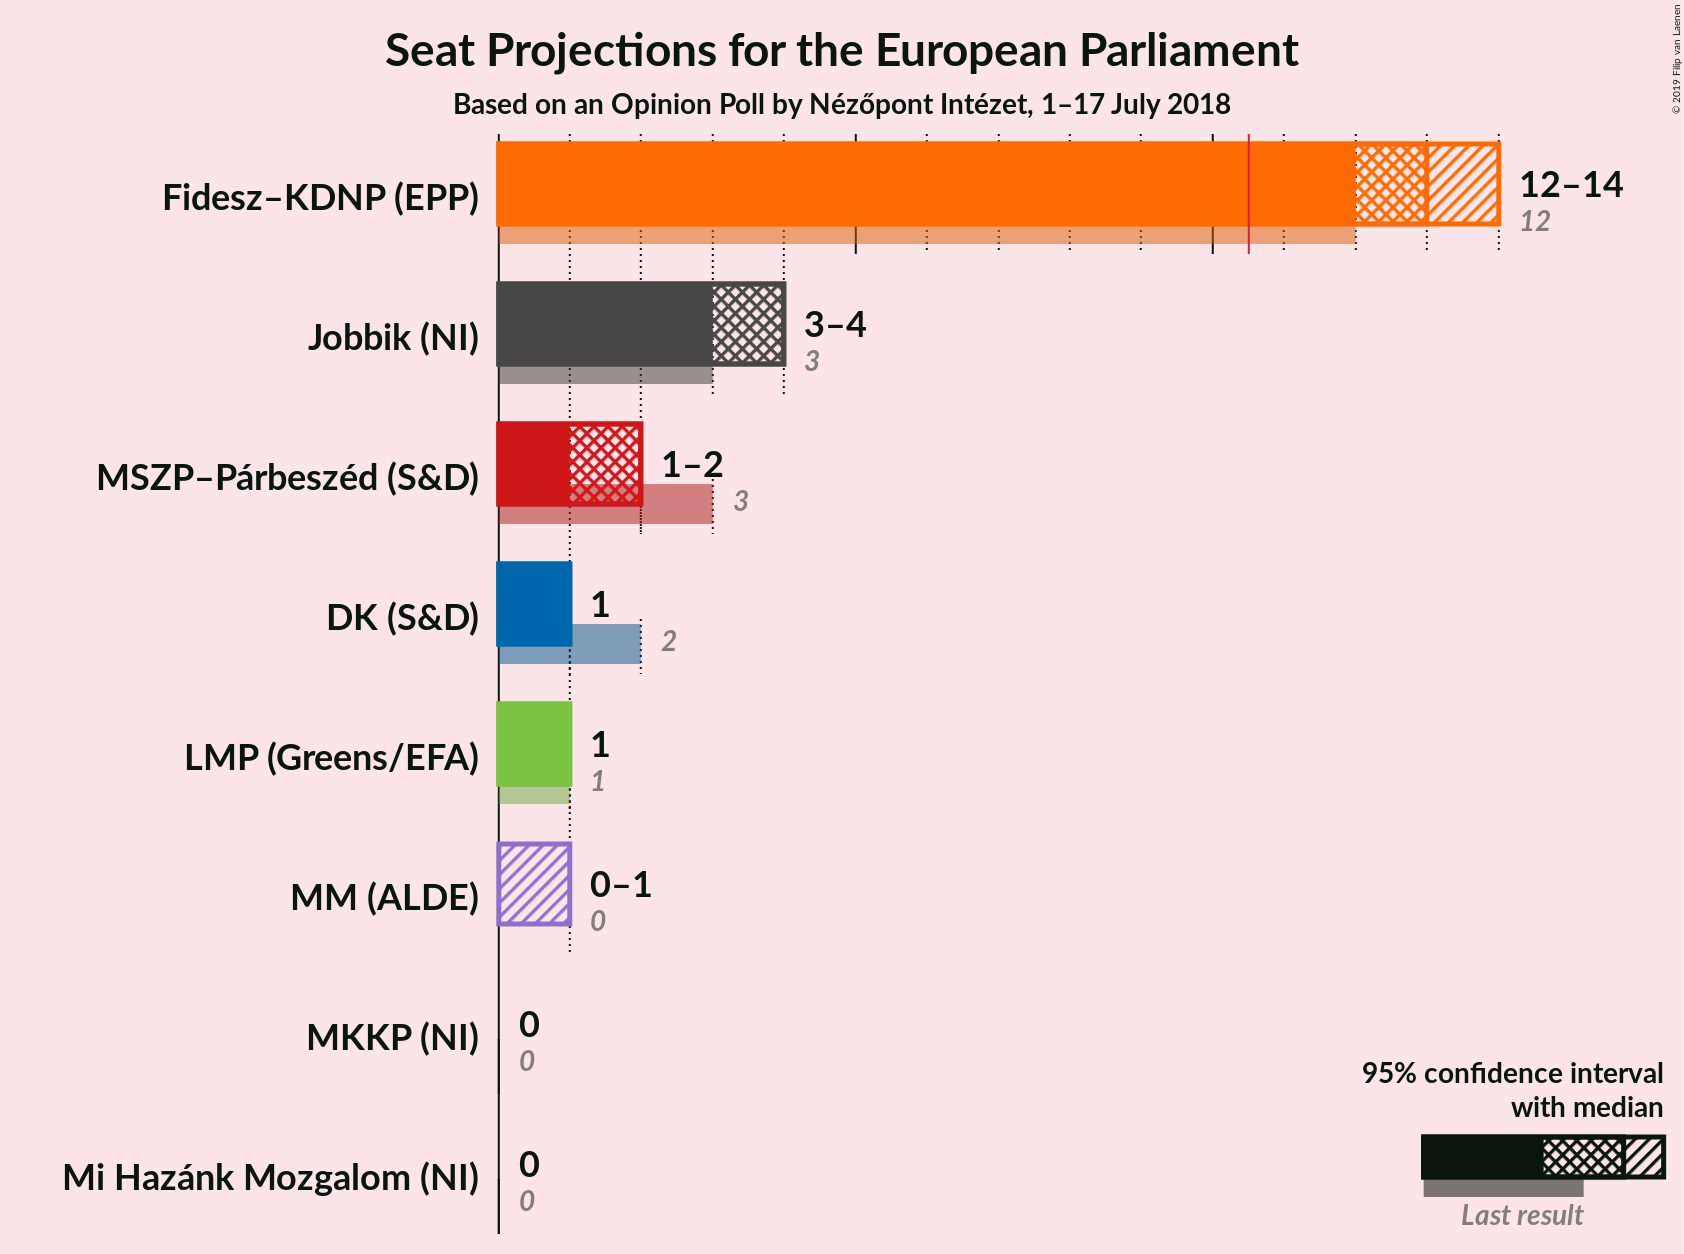 Seat Projections for the European Parliament
Based on an Opinion Poll by Nézőpont Intézet, 1–17 July 2018
© 2019 Filip van Laenen
Fidesz–KDNP (EPP)
12–14
12
Jobbik (NI)
3–4
3
MSZP–Párbeszéd (S&D)
1–2
3
DK (S&D)
1
2
LMP (Greens/EFA)
1
1
MM (ALDE)
0–1
0
MKKP (NI)
0
0
Mi Hazánk Mozgalom (NI)
0
0
95% confidence interval
with median
Last result